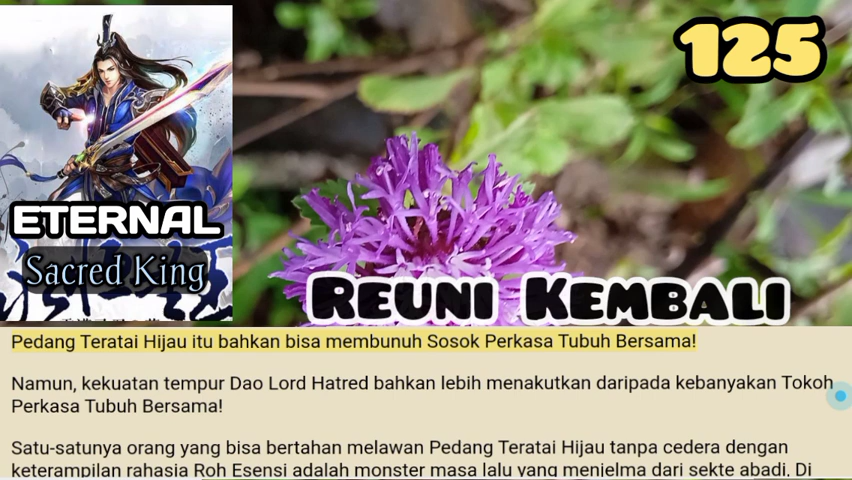 125
ETERNAL
Sacred King
REUNI KEMBALI
Pedang Teratai Hijau itu bahkan bisa membunuh Sosok Perkasa Tubuh Bersama!
Namun, kekuatan tempur Dao Lord Hatred bahkan lebih menakutkan daripada kebanyakan Tokoh
Perkasa Tubuh Bersama!
Satu-satunya orang yang bisa bertahan melawan Pedang Teratai Hijau tanpa cedera dengan
keterampilan rahasia Roh Esensi adalah monster masa lalu yang menjelma dari sekte abadi. Di